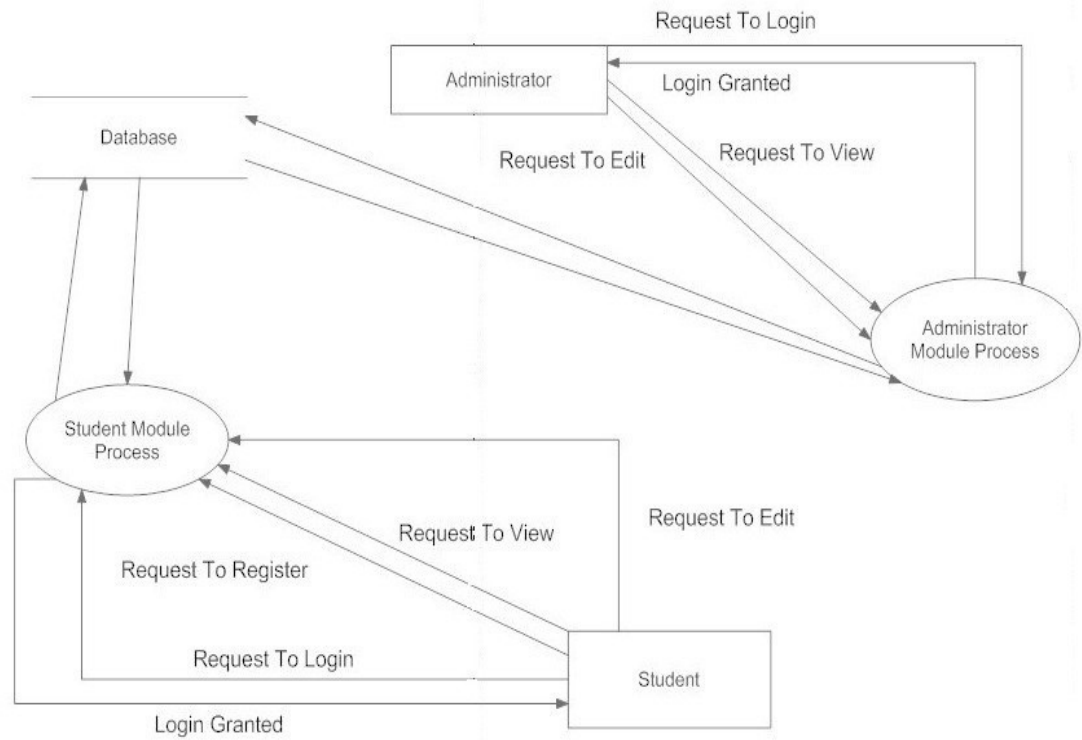 Request To Login
Administrator
Login Granted
Database
Request To Edit
Request To View
Administrator
Module Process
Student Module
Process
Request To Edit
Request To View
Request To Register
Request To Login
Student
Login Granted